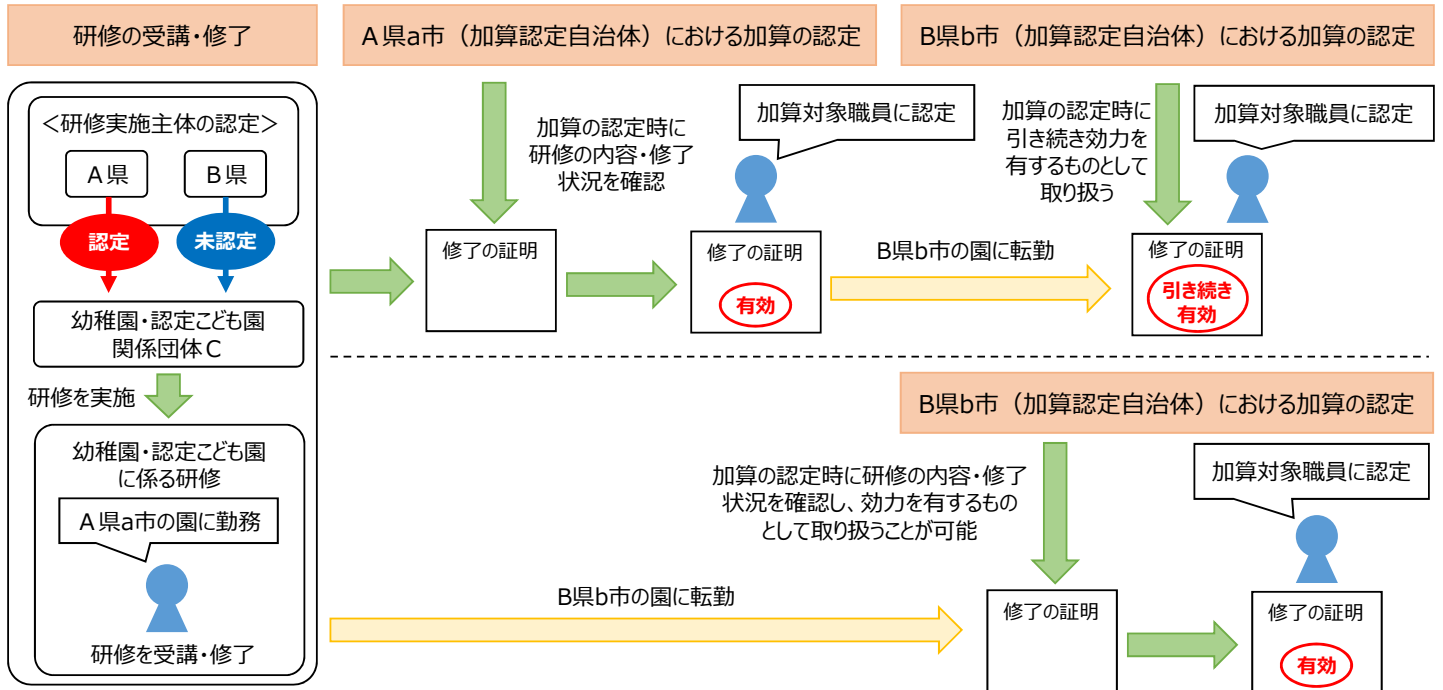 研修の受講・修了
A県a市（加算認定自治体）における加算の認定
B県b市（加算認定自治体）における加算の認定
＜研修実施主体の認定＞
A県
B県
認定
未認定
幼稚園・認定こども園
関係団体C
研修を実施
幼稚園・認定こども園
に係る研修
A県a市の園に勤務
研修を受講・修了
加算の認定時に
研修の内容・修了
状況を確認
加算対象職員に認定
修了の証明
修了の証明
有効
B県b市の園に転勤
加算の認定時に
引き続き効力を
有するものとして
取り扱う
加算対象職員に認定
修了の証明
引き続き
有効
B県b市（加算認定自治体）における加算の認定
加算の認定時に研修の内容・修了
状況を確認し、効力を有するもの
として取り扱うことが可能
加算対象職員に認定
B県b市の園に転勤
修了の証明
修了の証明
有効